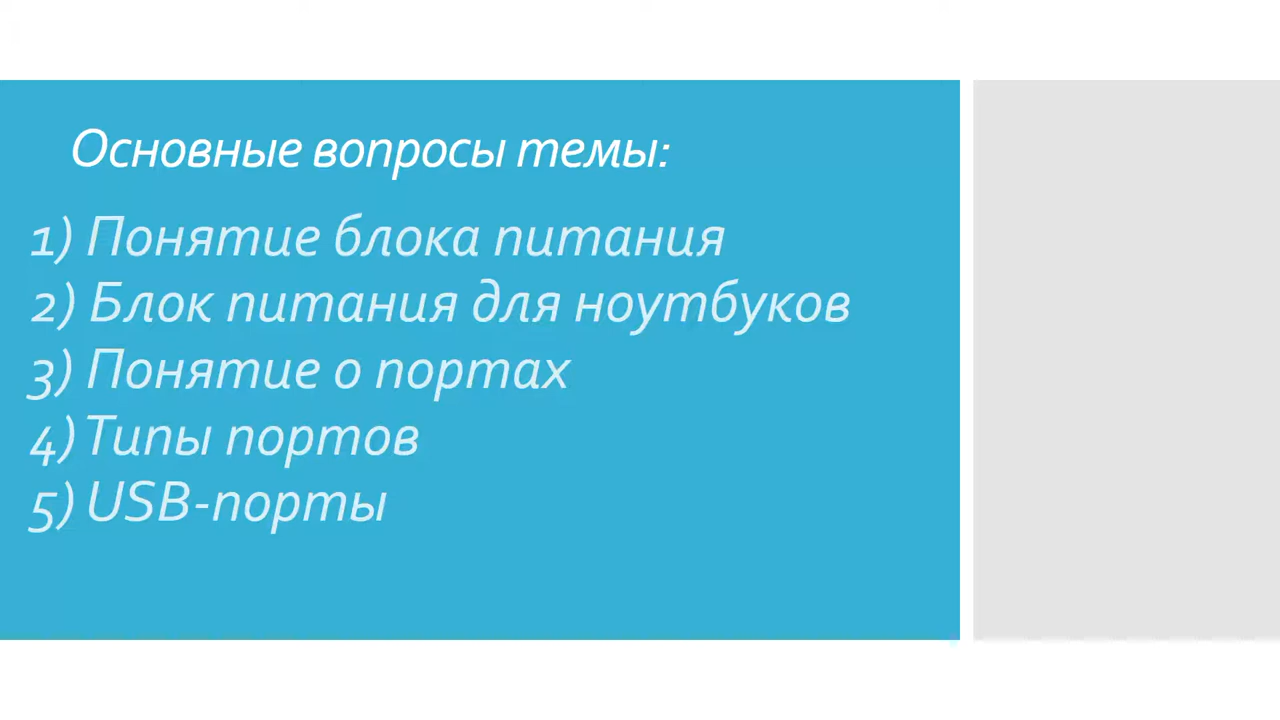 Основные вопросы темы:
1) Понятие блока питания
2) Блок питания для ноутбуков
3) Понятие о портах
4) Типы портов
5) USB-порты